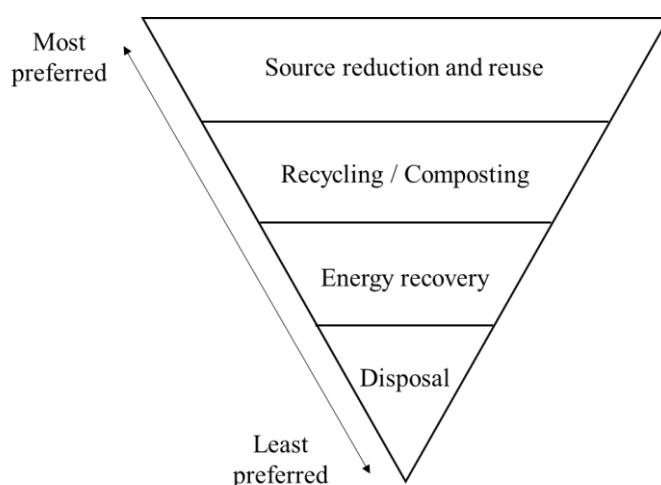 Most
preferred
Source reduction and reuse
Recycling / Composting
Energy recovery
Disposal
Least
preferred